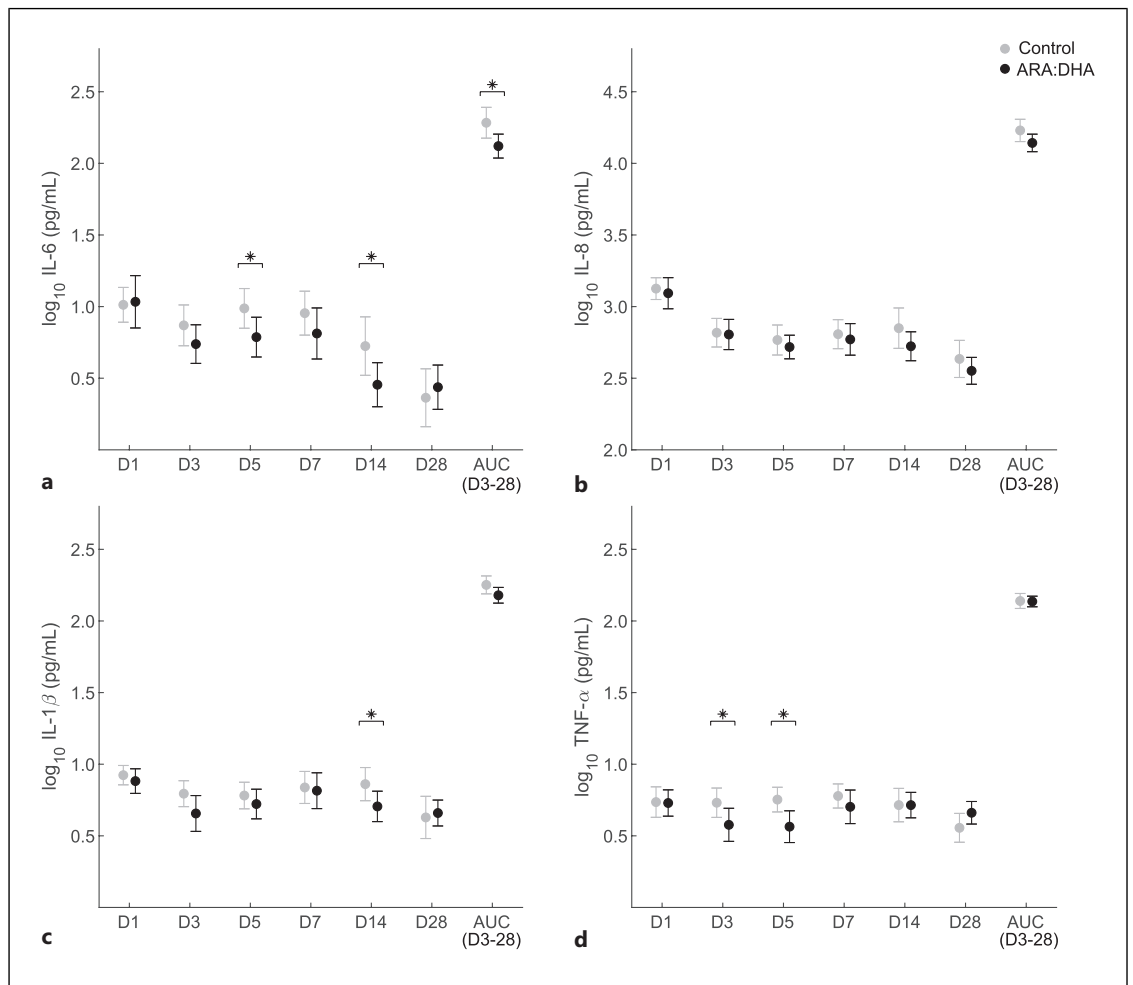 Control
ARA:DHA
2.5
2.0
1.5
1.0
0.5
log10 IL-6 (pg/mL)
*
*
*
D1 D3 D5 D7 D14 D28 AUC
(D3-28)
a
4.5
4.0
3.5
3.0
2.5
2.0
log10 IL-8 (pg/mL)
D1 D3 D5 D7 D14 D28 AUC
(D3-28)
b
2.5
2.0
1.5
1.0
0.5
log10 IL-1β (pg/mL)
*
D1 D3 D5 D7 D14 D28 AUC
(D3-28)
c
2.5
2.0
1.5
1.0
0.5
log10 TNF-α (pg/mL)
* *
D1 D3 D5 D7 D14 D28 AUC
(D3-28)
d